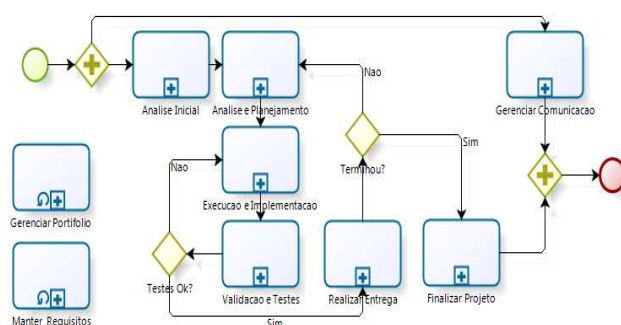 Nao
Analise Inicial
Analise e Planejamento
Gerenciar Comunicacao
Terminou?
Sim
Nao
Gerenciar Portifolio
Execucao e Implementacao
Testes Ok?
Validacao e Testes
Realizar Entrega
Finalizar Projeto
Manter Requisitos
Sim